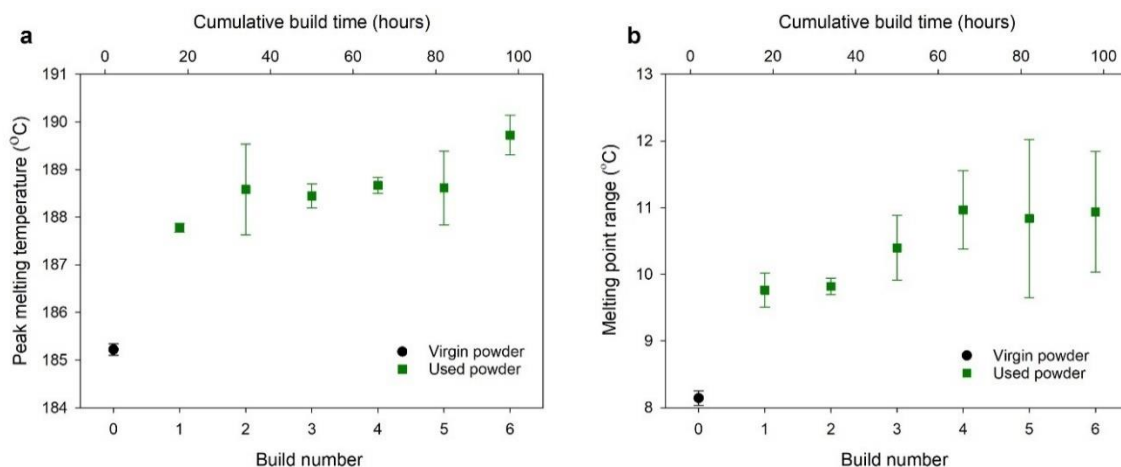 Cumulative build time (hours)
a
0 20 40 60 80 100
191
190
189
188
187
186
185
184
Peak melting temperature (°C)
Virgin powder
Used powder
0 1 2 3 4 5 6
Build number
Cumulative build time (hours)
b
0 20 40 60 80 100
13
12
11
10
9
8
Melting point range (°C)
Virgin powder
Used powder
0 1 2 3 4 5 6
Build number